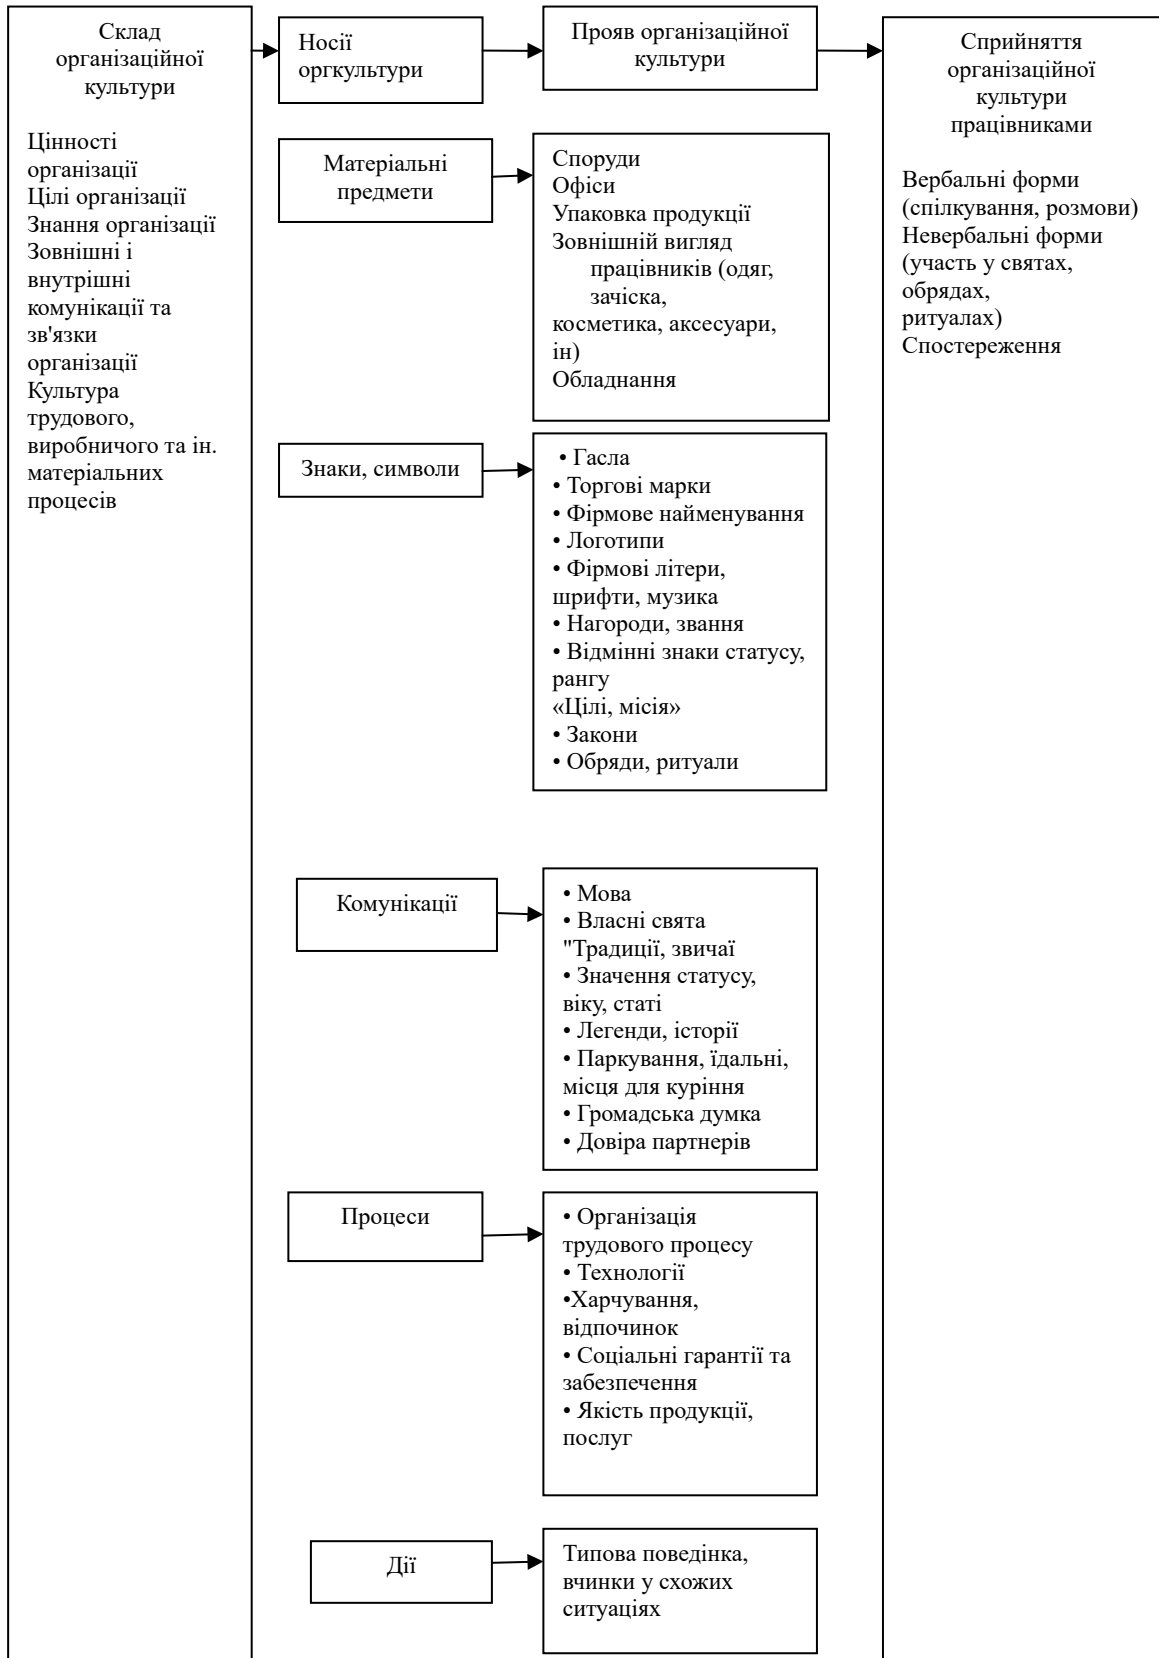 Склад
організаційної
культури
Цінності
організації
Цілі організації
Знання організації
Зовнішні і
внутрішні
комунікації та
зв'язки
організації
Культура
трудового,
виробничого та ін.
матеріальних
процесів
Носії
оргкультури
Прояв організаційної
культури
Матеріальні
предмети
Споруди
Офіси
Упаковка продукції
Зовнішній вигляд
працівників (одяг,
зачіска,
косметика, аксесуари,
ін)
Обладнання
Знаки, символи
• Гасла
• Торгові марки
• Фірмове найменування
• Логотипи
• Фірмові літери,
шрифти, музика
• Нагороди, звання
• Відмінні знаки статусу,
рангу
«Цілі, місія»
• Закони
• Обряди, ритуали
Комунікації
• Мова
• Власні свята
"Традиції, звичаї
• Значення статусу,
віку, статі
• Легенди, історії
• Паркування, їдальні,
місця для куріння
• Громадська думка
• Довіра партнерів
Процеси
• Організація
трудового процесу
• Технології
•Харчування,
відпочинок
• Соціальні гарантії та
забезпечення
• Якість продукції,
послуг
Дії
Типова поведінка,
вчинки у схожих
ситуаціях
Сприйняття
організаційної
культури
працівниками
Вербальні форми
(спілкування, розмови)
Невербальні форми
(участь у святах,
обрядах,
ритуалах)
Спостереження